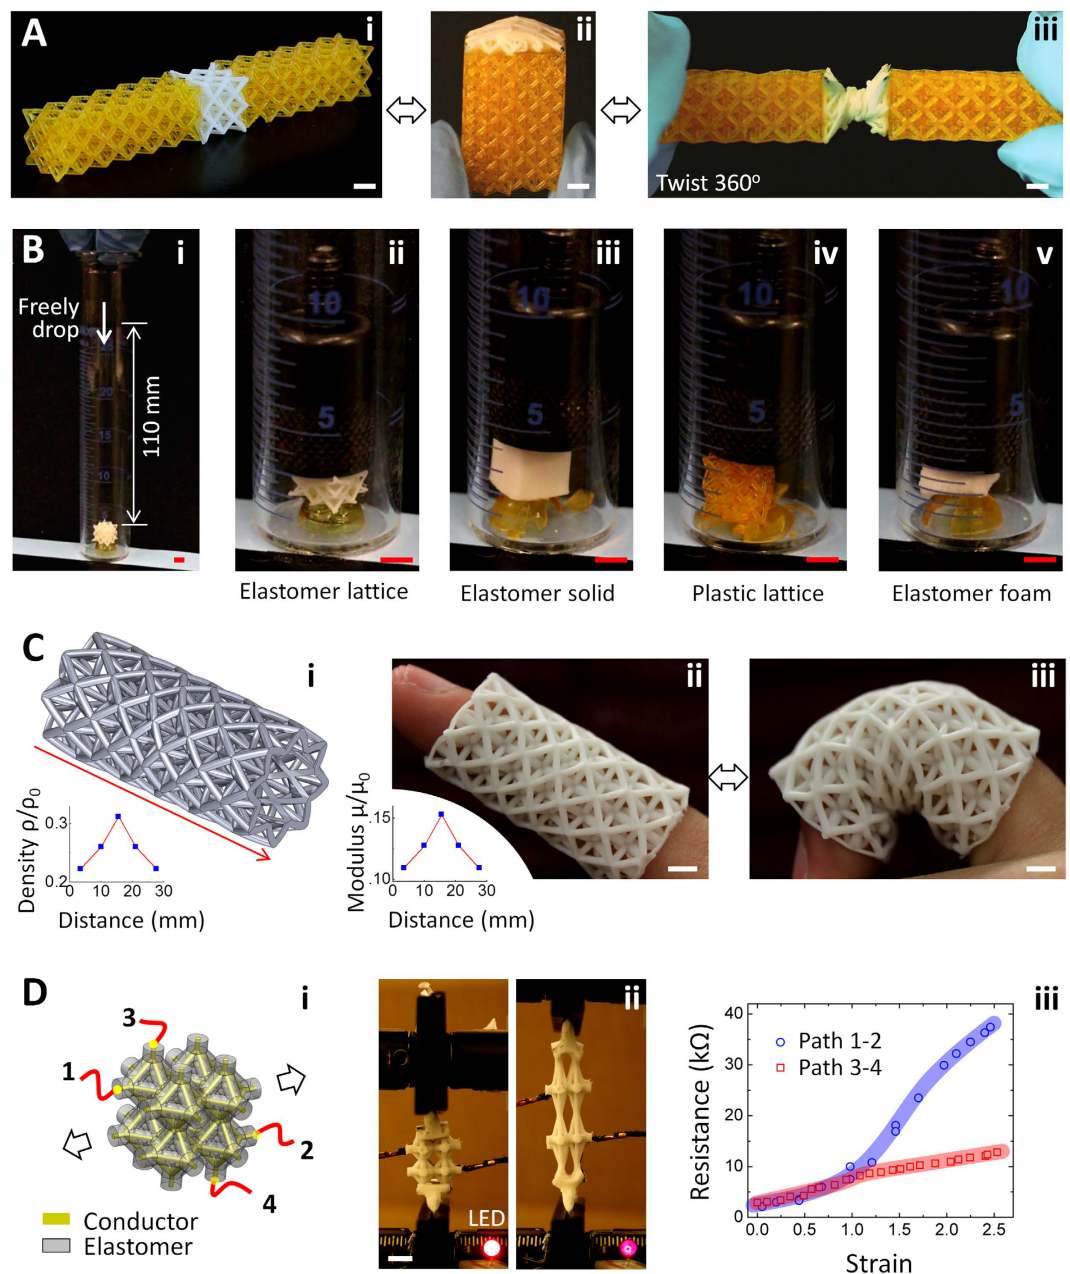 A
i
ii
iii
Twist 360°
B
i
ii
iii
iv
v
Freely
drop
110 mm
20
15
10
5
10
5
10
5
10
5
10
5
Elastomer lattice
Elastomer solid
Plastic lattice
Elastomer foam
C
i
ii
iii
Density ρ/ρ₀
0.3
0.2
0 10 20 30
Distance (mm)
Modulus μ/μ₀
.15
.10
0 10 20 30
Distance (mm)
D
i
ii
iii
3
1
2
4
Conductor
Elastomer
LED
Resistance (kΩ)
40
30
20
10
0
Path 1-2
Path 3-4
0.0 0.5 1.0 1.5 2.0 2.5
Strain